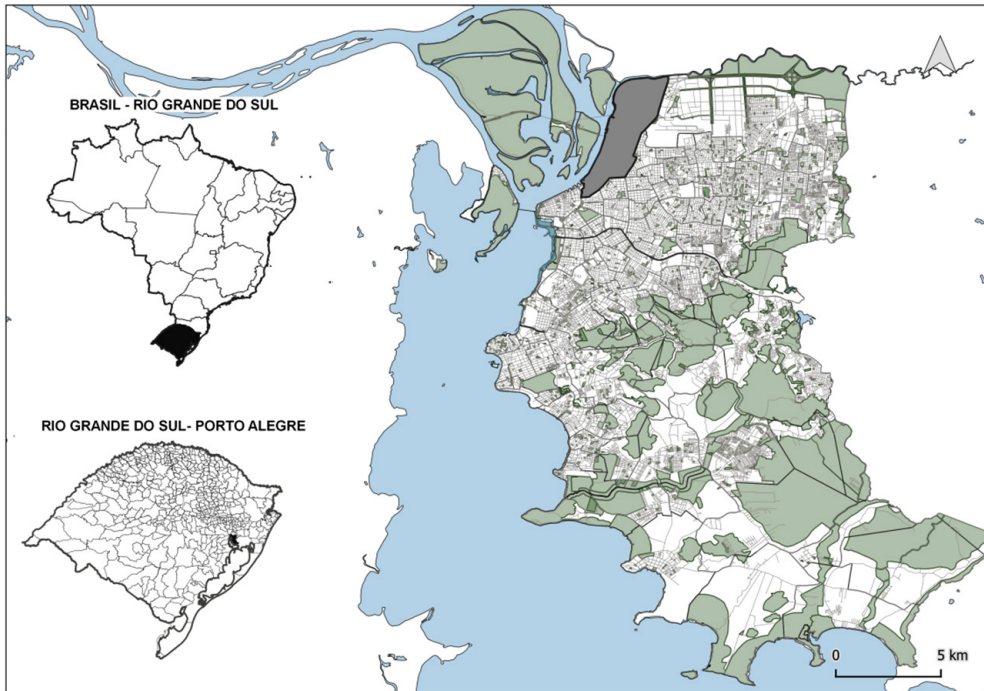 BRASIL - RIO GRANDE DO SUL
RIO GRANDE DO SUL- PORTO ALEGRE
0 5 km